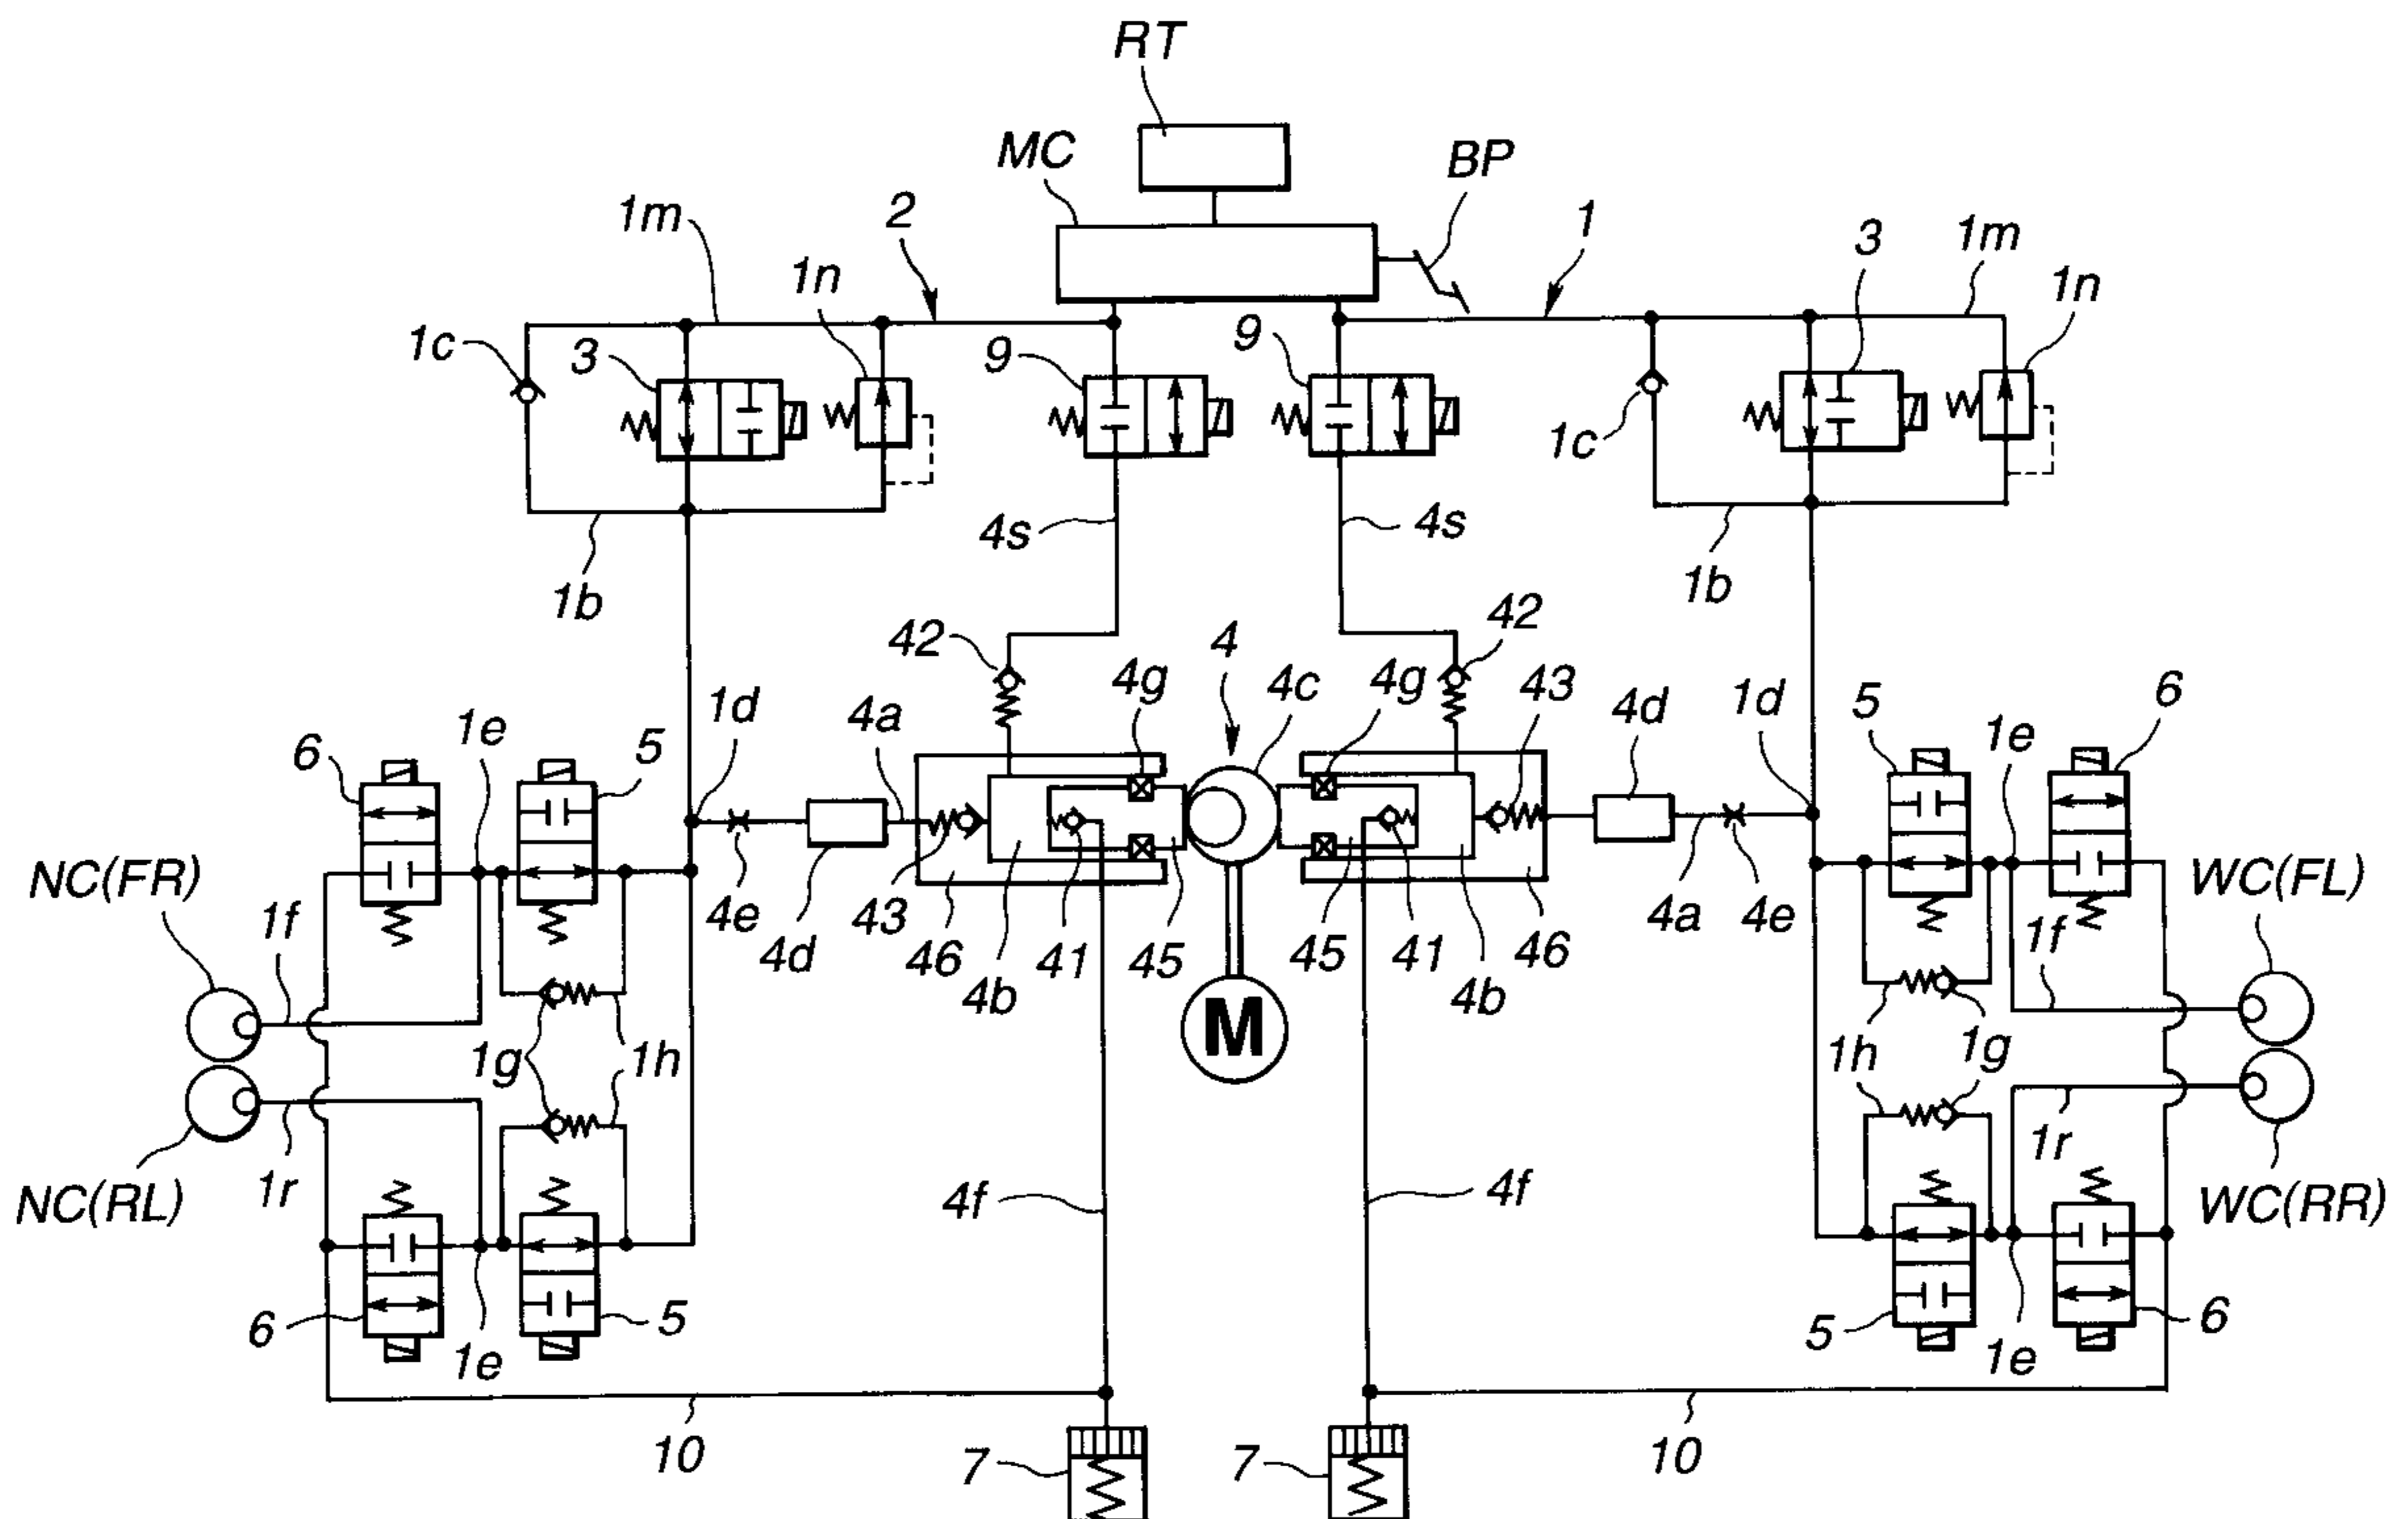 RT
MC
BP
1m
2
1
3
1m
1n
1n
1c
3
9
9
1c
4s
4s
1b
1b
42
4
42
4g
4c
4g
43
4d
1d
5
6
1d
4a
1e
5
6
1e
NC(FR)
WC(FL)
1f
4e
4d
43
46
4b
41
45
45
41
4b
46
4a
4e
1f
M
1g
1h
1h
1g
NC(RL)
1r
4f
4f
1r
WC(RR)
6
5
5
6
1e
1e
10
7
7
10